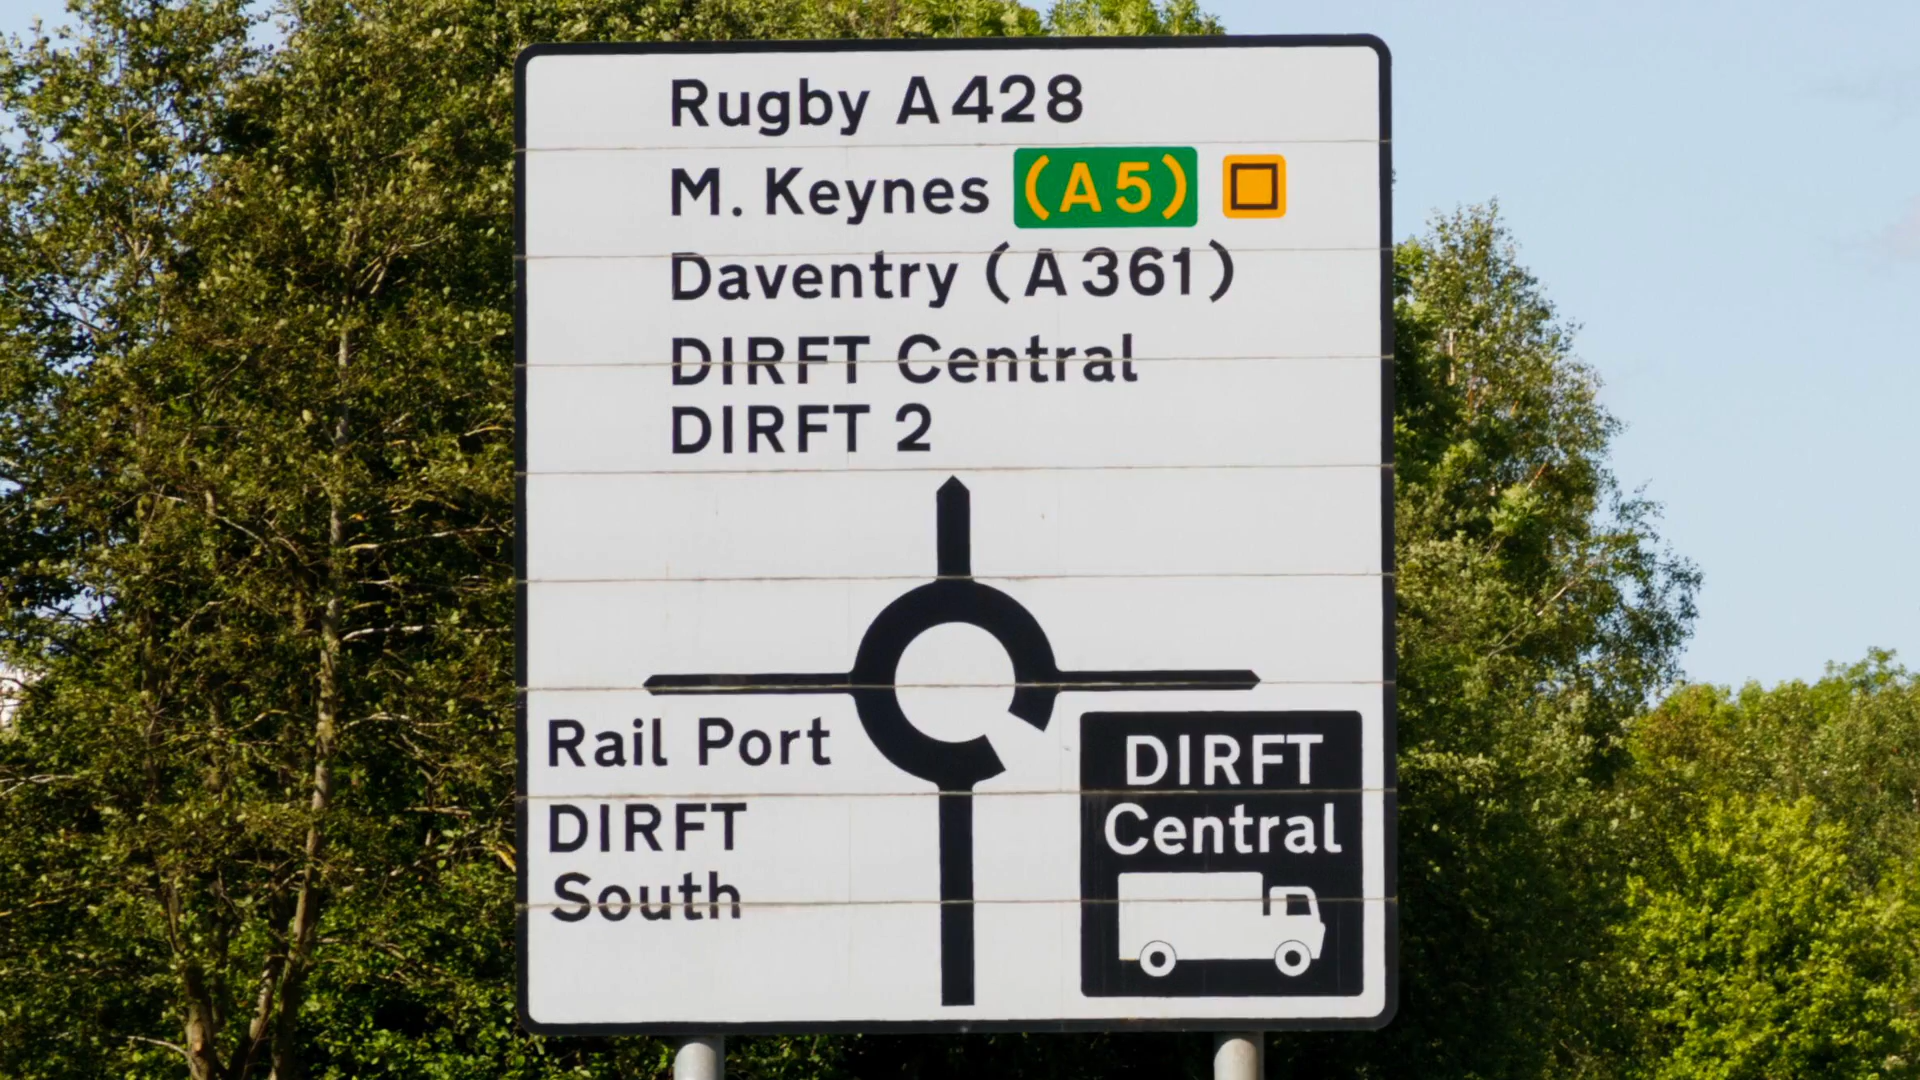 Rugby A428
M. Keynes (A5)
Daventry (A361)
DIRFT Central
DIRFT 2
Rail Port
DIRFT
South
DIRFT
Central